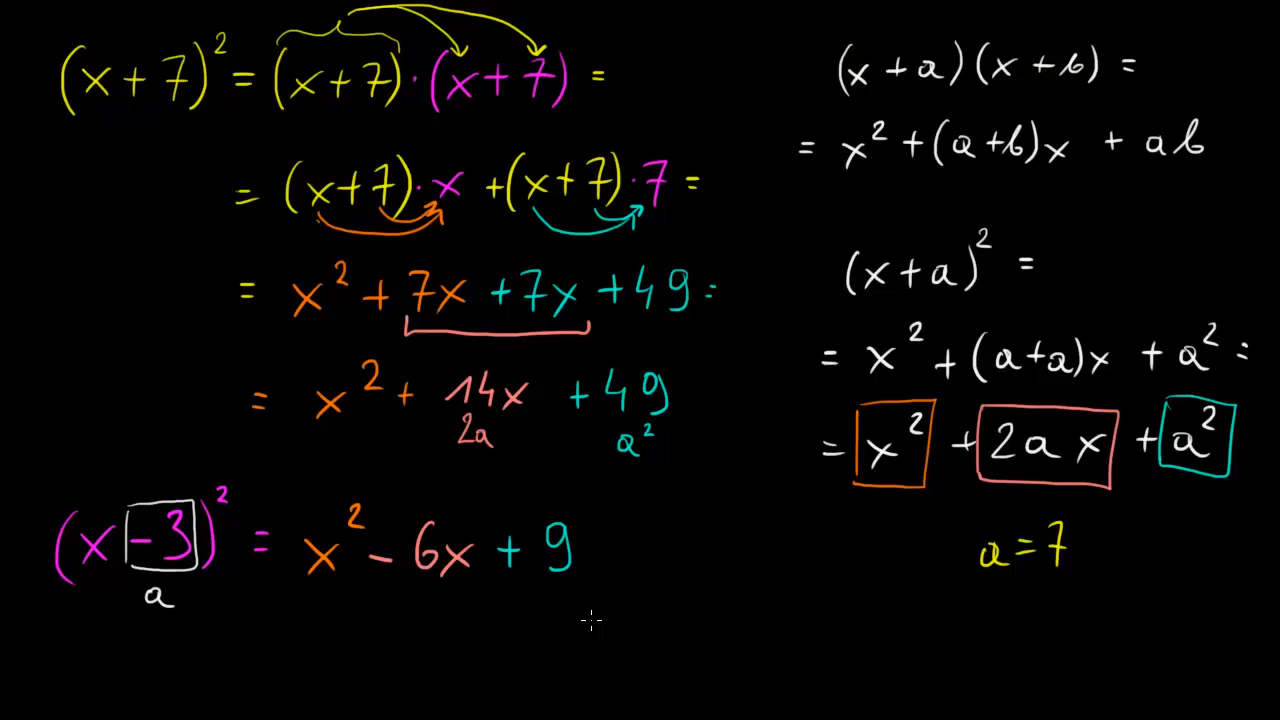 (x + 7)² = (x + 7) · (x + 7) =
= (x + 7) · x + (x + 7) · 7 =
= x² + 7x + 7x + 49 =
= x² + 14x + 49
2a a²
(x - 3)² = x² - 6x + 9
a
(x + a)(x + b) =
= x² + (a + b)x + ab
(x + a)² =
= x² + (a + a)x + a² =
= x² + 2ax + a²
a = 7